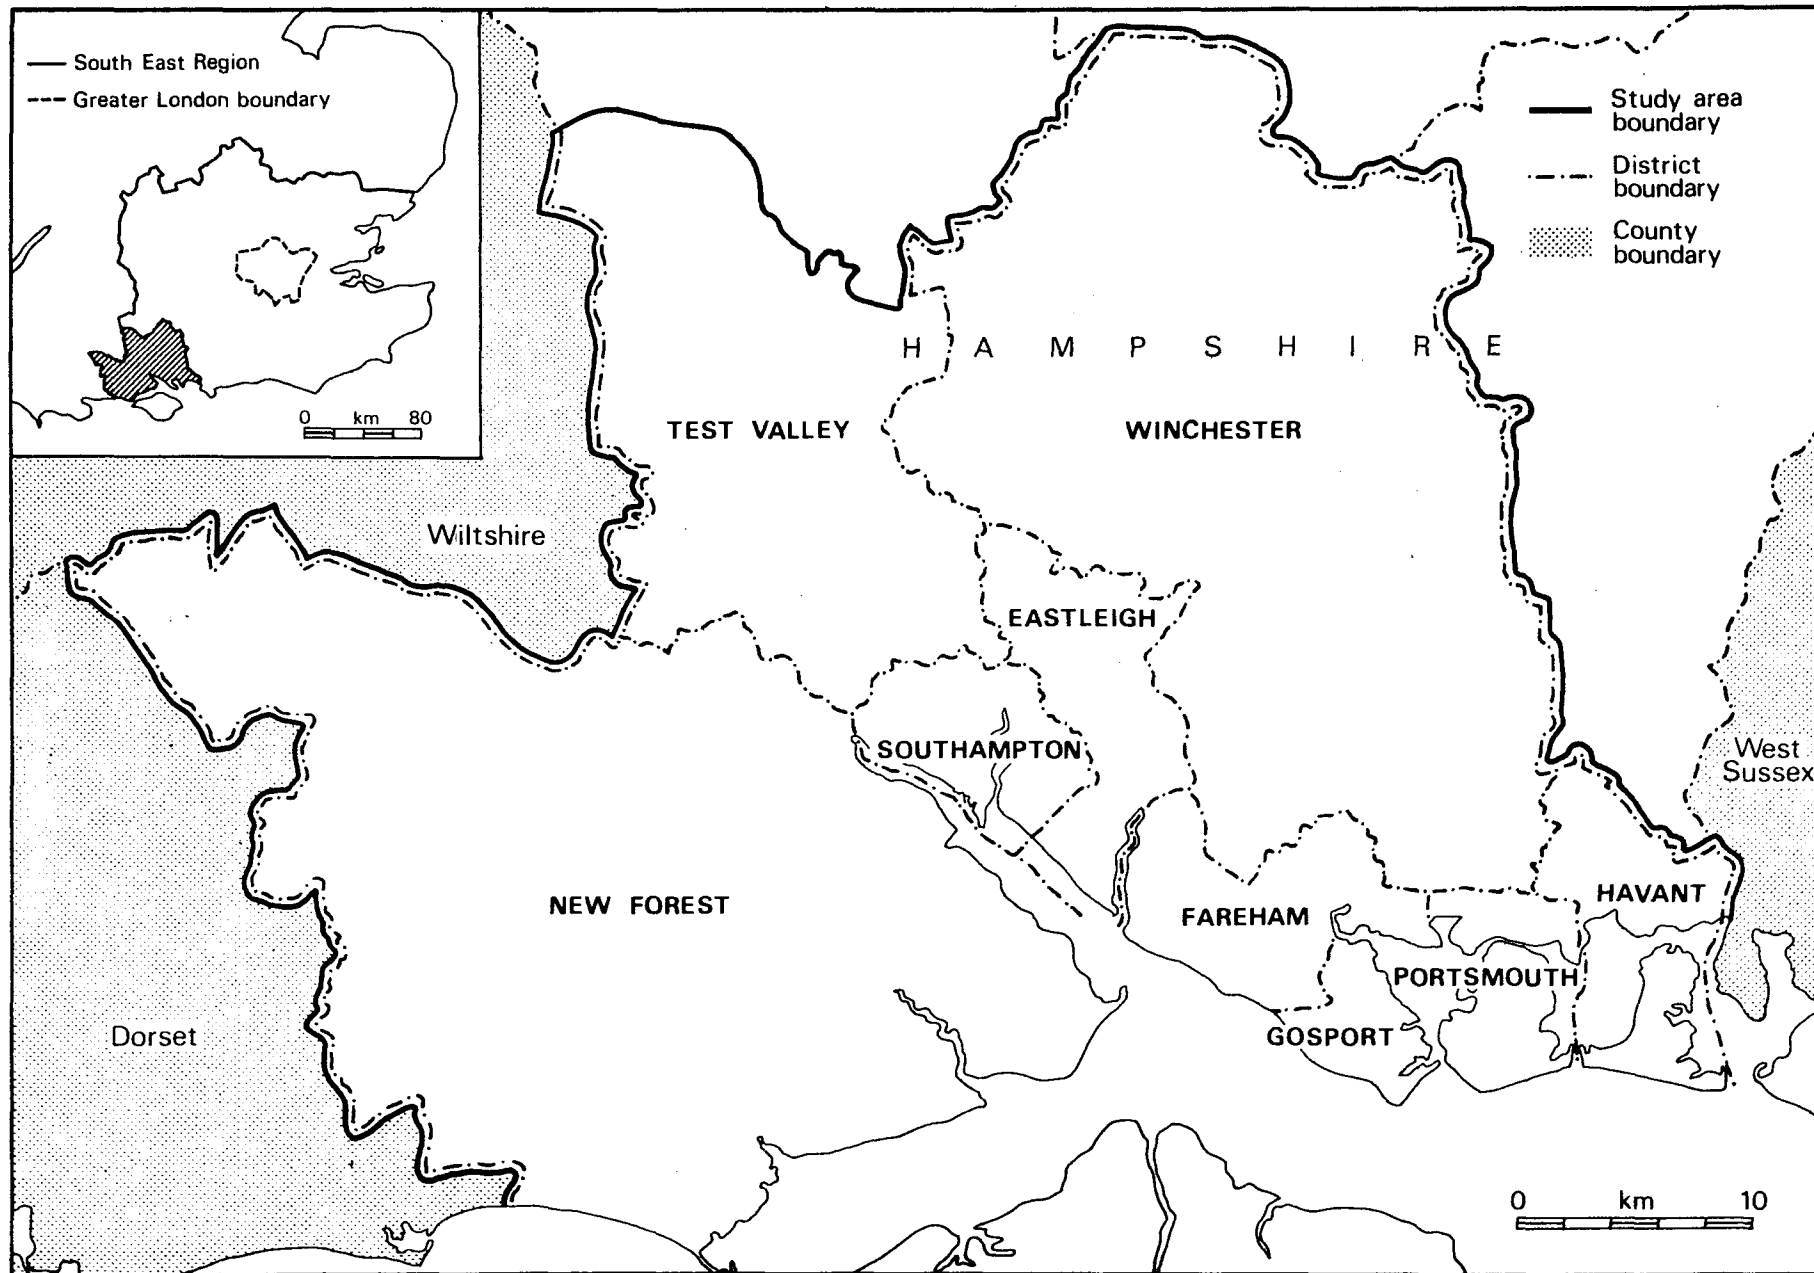 South East Region
Greater London boundary
0 km 80
Study area
boundary
District
boundary
County
boundary
HAMPSHIRE
TEST VALLEY
WINCHESTER
Wiltshire
EASTLEIGH
SOUTHAMPTON
West
Sussex
HAVANT
NEW FOREST
FAREHAM
PORTSMOUTH
Dorset
GOSPORT
0 km 10